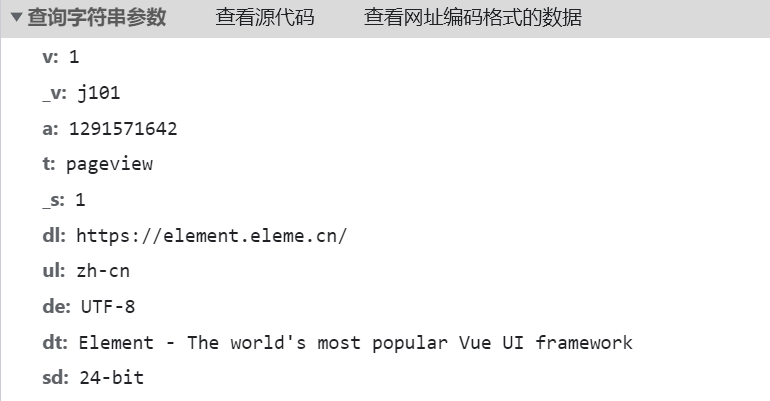 ▼查询字符串参数 查看源代码 查看网址编码格式的数据
v: 1
_v: j101
a: 1291571642
t: pageview
_s: 1
dl: https://element.eleme.cn/
ul: zh-cn
de: UTF-8
dt: Element - The world's most popular Vue UI framework
sd: 24-bit